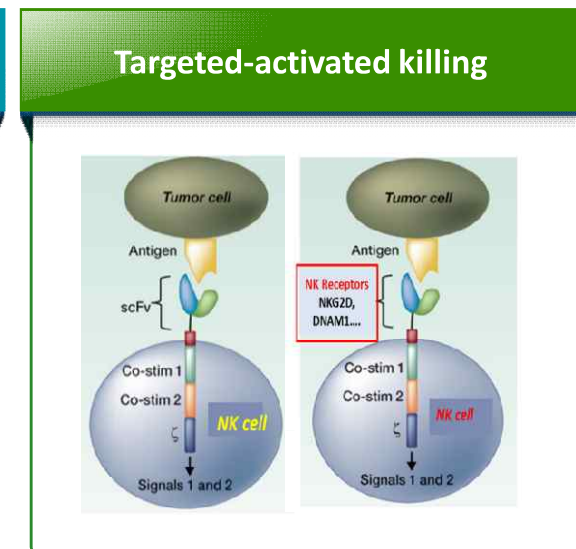 Targeted-activated killing
Tumor cell
Antigen
scFv
Co-stim 1
Co-stim 2
NK cell
ζ
Signals 1 and 2
Tumor cell
Antigen
NK Receptors
NKG2D,
DNAM1....
Co-stim 1
Co-stim 2
NK cell
ζ
Signals 1 and 2